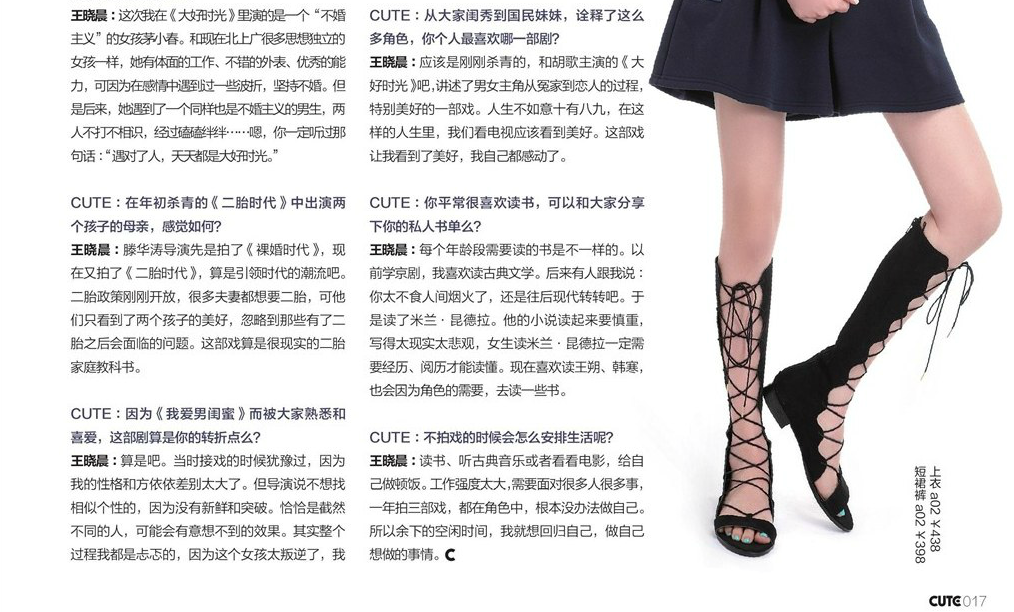 王晓晨：这次我在《大好时光》里演的是一个“不婚
主义”的女孩茅小春。和现在北上广很多思想独立的
女孩一样，她有体面的工作、不错的外表、优秀的能
力，可因为在感情中遇到过一些波折，坚持不婚。但
是后来，她遇到了一个同样也是不婚主义的男生，两
人不打不相识，经过磕磕绊绊……嗯，你一定听过那
句话：“遇对了人，天天都是大好时光。”
CUTE：在年初杀青的《二胎时代》中出演两
个孩子的母亲，感觉如何？
王晓晨：滕华涛导演先是拍了《裸婚时代》，现
在又拍了《二胎时代》，算是引领时代的潮流吧。
二胎政策刚刚开放，很多夫妻都想要二胎，可他
们只看到了两个孩子的美好，忽略到那些有了二
胎之后会面临的问题。这部戏算是很现实的二胎
家庭教科书。
CUTE：因为《我爱男闺蜜》而被大家熟悉和
喜爱，这部剧算是你的转折点么？
王晓晨：算是吧。当时接戏的时候犹豫过，因为
我的性格和方依依差别太大了。但导演说不想找
相似个性的，因为没有新鲜和突破。恰恰是截然
不同的人，可能会有意想不到的效果。其实整个
过程我都是忐忑的，因为这个女孩太叛逆了，我
CUTE：从大家闺秀到国民妹妹，诠释了这么
多角色，你个人最喜欢哪一部剧？
王晓晨：应该是刚刚杀青的，和胡歌主演的《大
好时光》吧，讲述了男女主角从冤家到恋人的过程，
特别美好的一部戏。人生不如意十有八九，在这
样的人生里，我们看电视应该看到美好。这部戏
让我看到了美好，我自己都感动了。
CUTE：你平常很喜欢读书，可以和大家分享
下你的私人书单么？
王晓晨：每个年龄段需要读的书是不一样的。以
前学京剧，我喜欢读古典文学。后来有人跟我说：
你太不食人间烟火了，还是往后现代转转吧。于
是读了米兰·昆德拉。他的小说读起来要慎重，
写得太现实太悲观，女生读米兰·昆德拉一定需
要经历、阅历才能读懂。现在喜欢读王朔、韩寒，
也会因为角色的需要，去读一些书。
CUTE：不拍戏的时候会怎么安排生活呢？
王晓晨：读书、听古典音乐或者看看电影，给自
己做顿饭。工作强度太大，需要面对很多人很多事，
一年拍三部戏，都在角色中，根本没办法做自己。
所以余下的空闲时间，我就想回归自己，做自己
想做的事情。C
上衣 a02 ￥438
短裙裤 a02 ￥398
CUTE 017